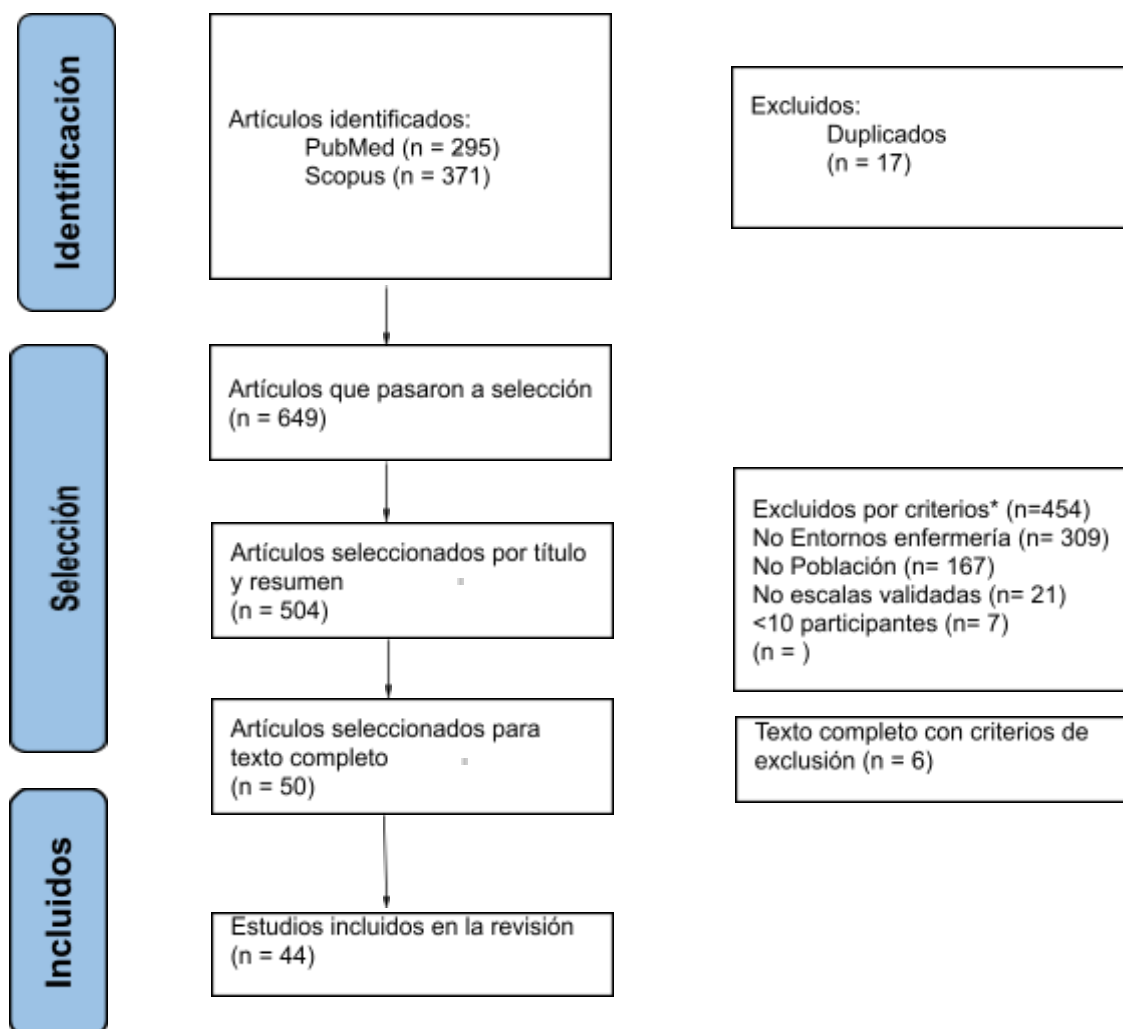 Identificación
Artículos identificados:
PubMed (n = 295)
Scopus (n = 371)
Excluidos:
Duplicados
(n = 17)
Selección
Artículos que pasaron a selección
(n = 649)
Artículos seleccionados por título
y resumen
(n = 504)
Excluidos por criterios* (n=454)
No Entornos enfermería (n= 309)
No Población (n= 167)
No escalas validadas (n= 21)
<10 participantes (n= 7)
(n = )
Artículos seleccionados para
texto completo
(n = 50)
Texto completo con criterios de
exclusión (n = 6)
Incluidos
Estudios incluidos en la revisión
(n = 44)